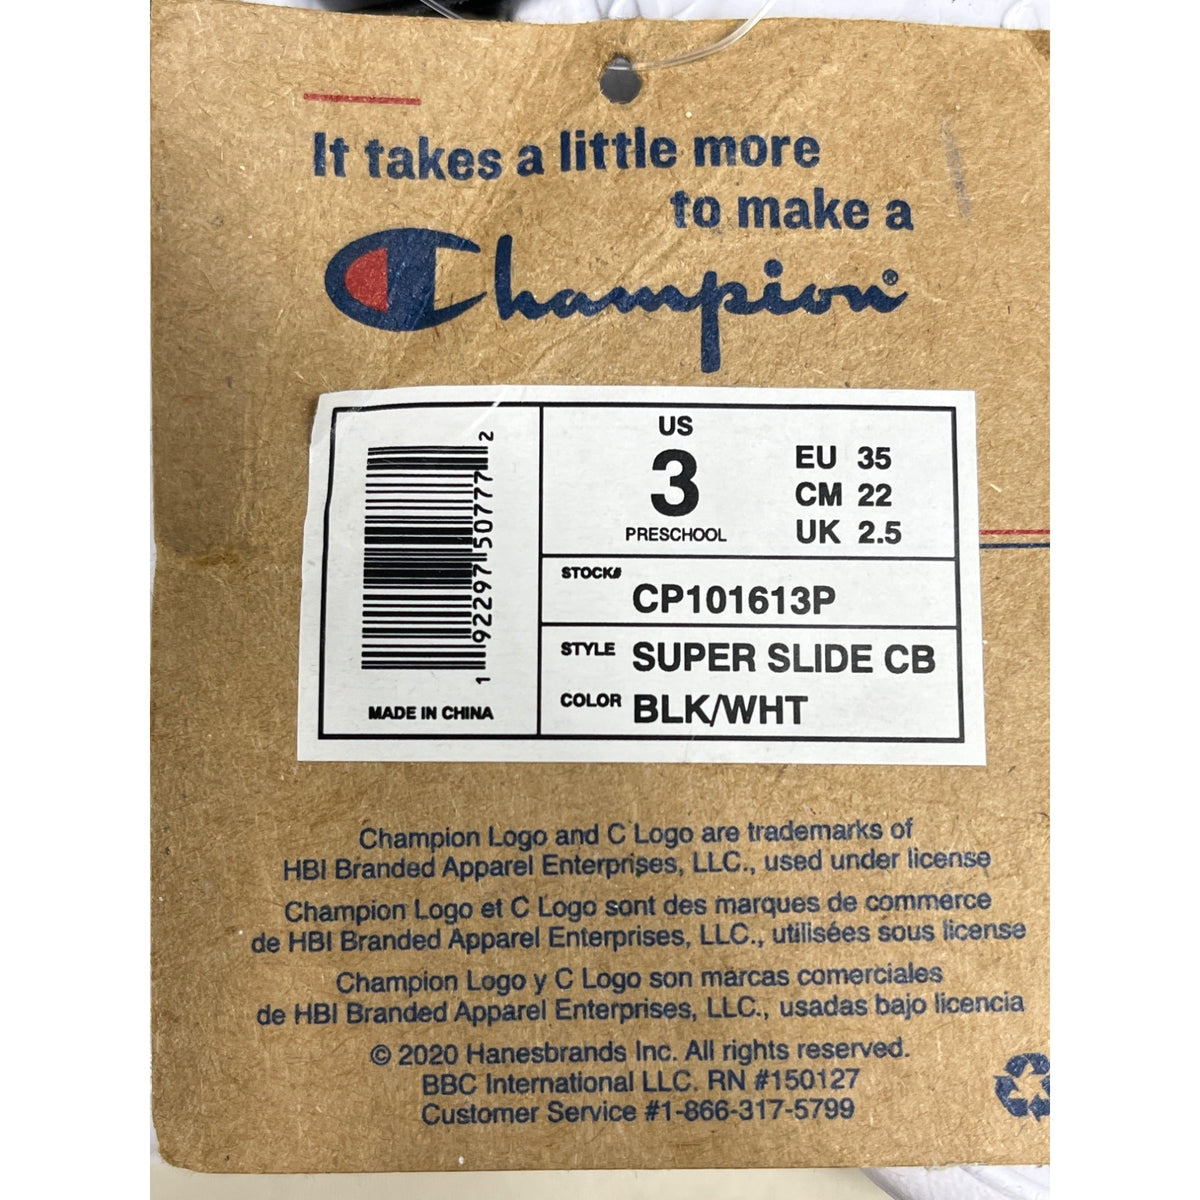 It takes a little more
to make a
Champion®
US
3
PRESCHOOL
EU 35
CM 22
UK 2.5
STOCK# CP101613P
STYLE SUPER SLIDE CB
COLOR BLK/WHT
1 92297 50777 2
MADE IN CHINA
Champion Logo and C Logo are trademarks of
HBI Branded Apparel Enterprises, LLC., used under license
Champion Logo et C Logo sont des marques de commerce
de HBI Branded Apparel Enterprises, LLC., utilisées sous license
Champion Logo y C Logo son marcas comerciales
de HBI Branded Apparel Enterprises, LLC., usadas bajo licencia
© 2020 Hanesbrands Inc. All rights reserved.
BBC International LLC. RN #150127
Customer Service #1-866-317-5799